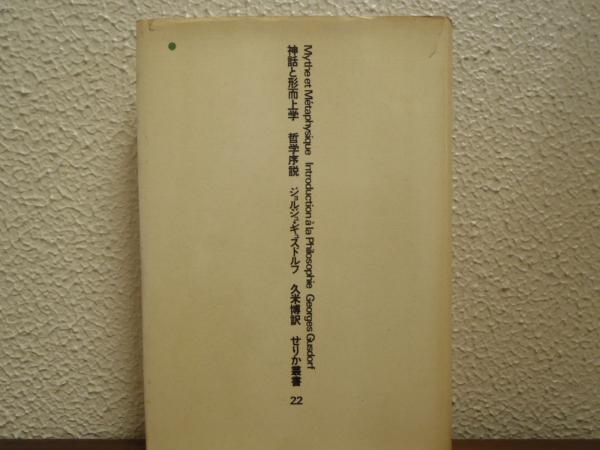 Mythe et Métaphysique Introduction à la Philosophie Georges Gusdorf
神話と形而上学 哲学序説 ジョルジュ・ギュスドルフ 久米博訳 せりか叢書 22